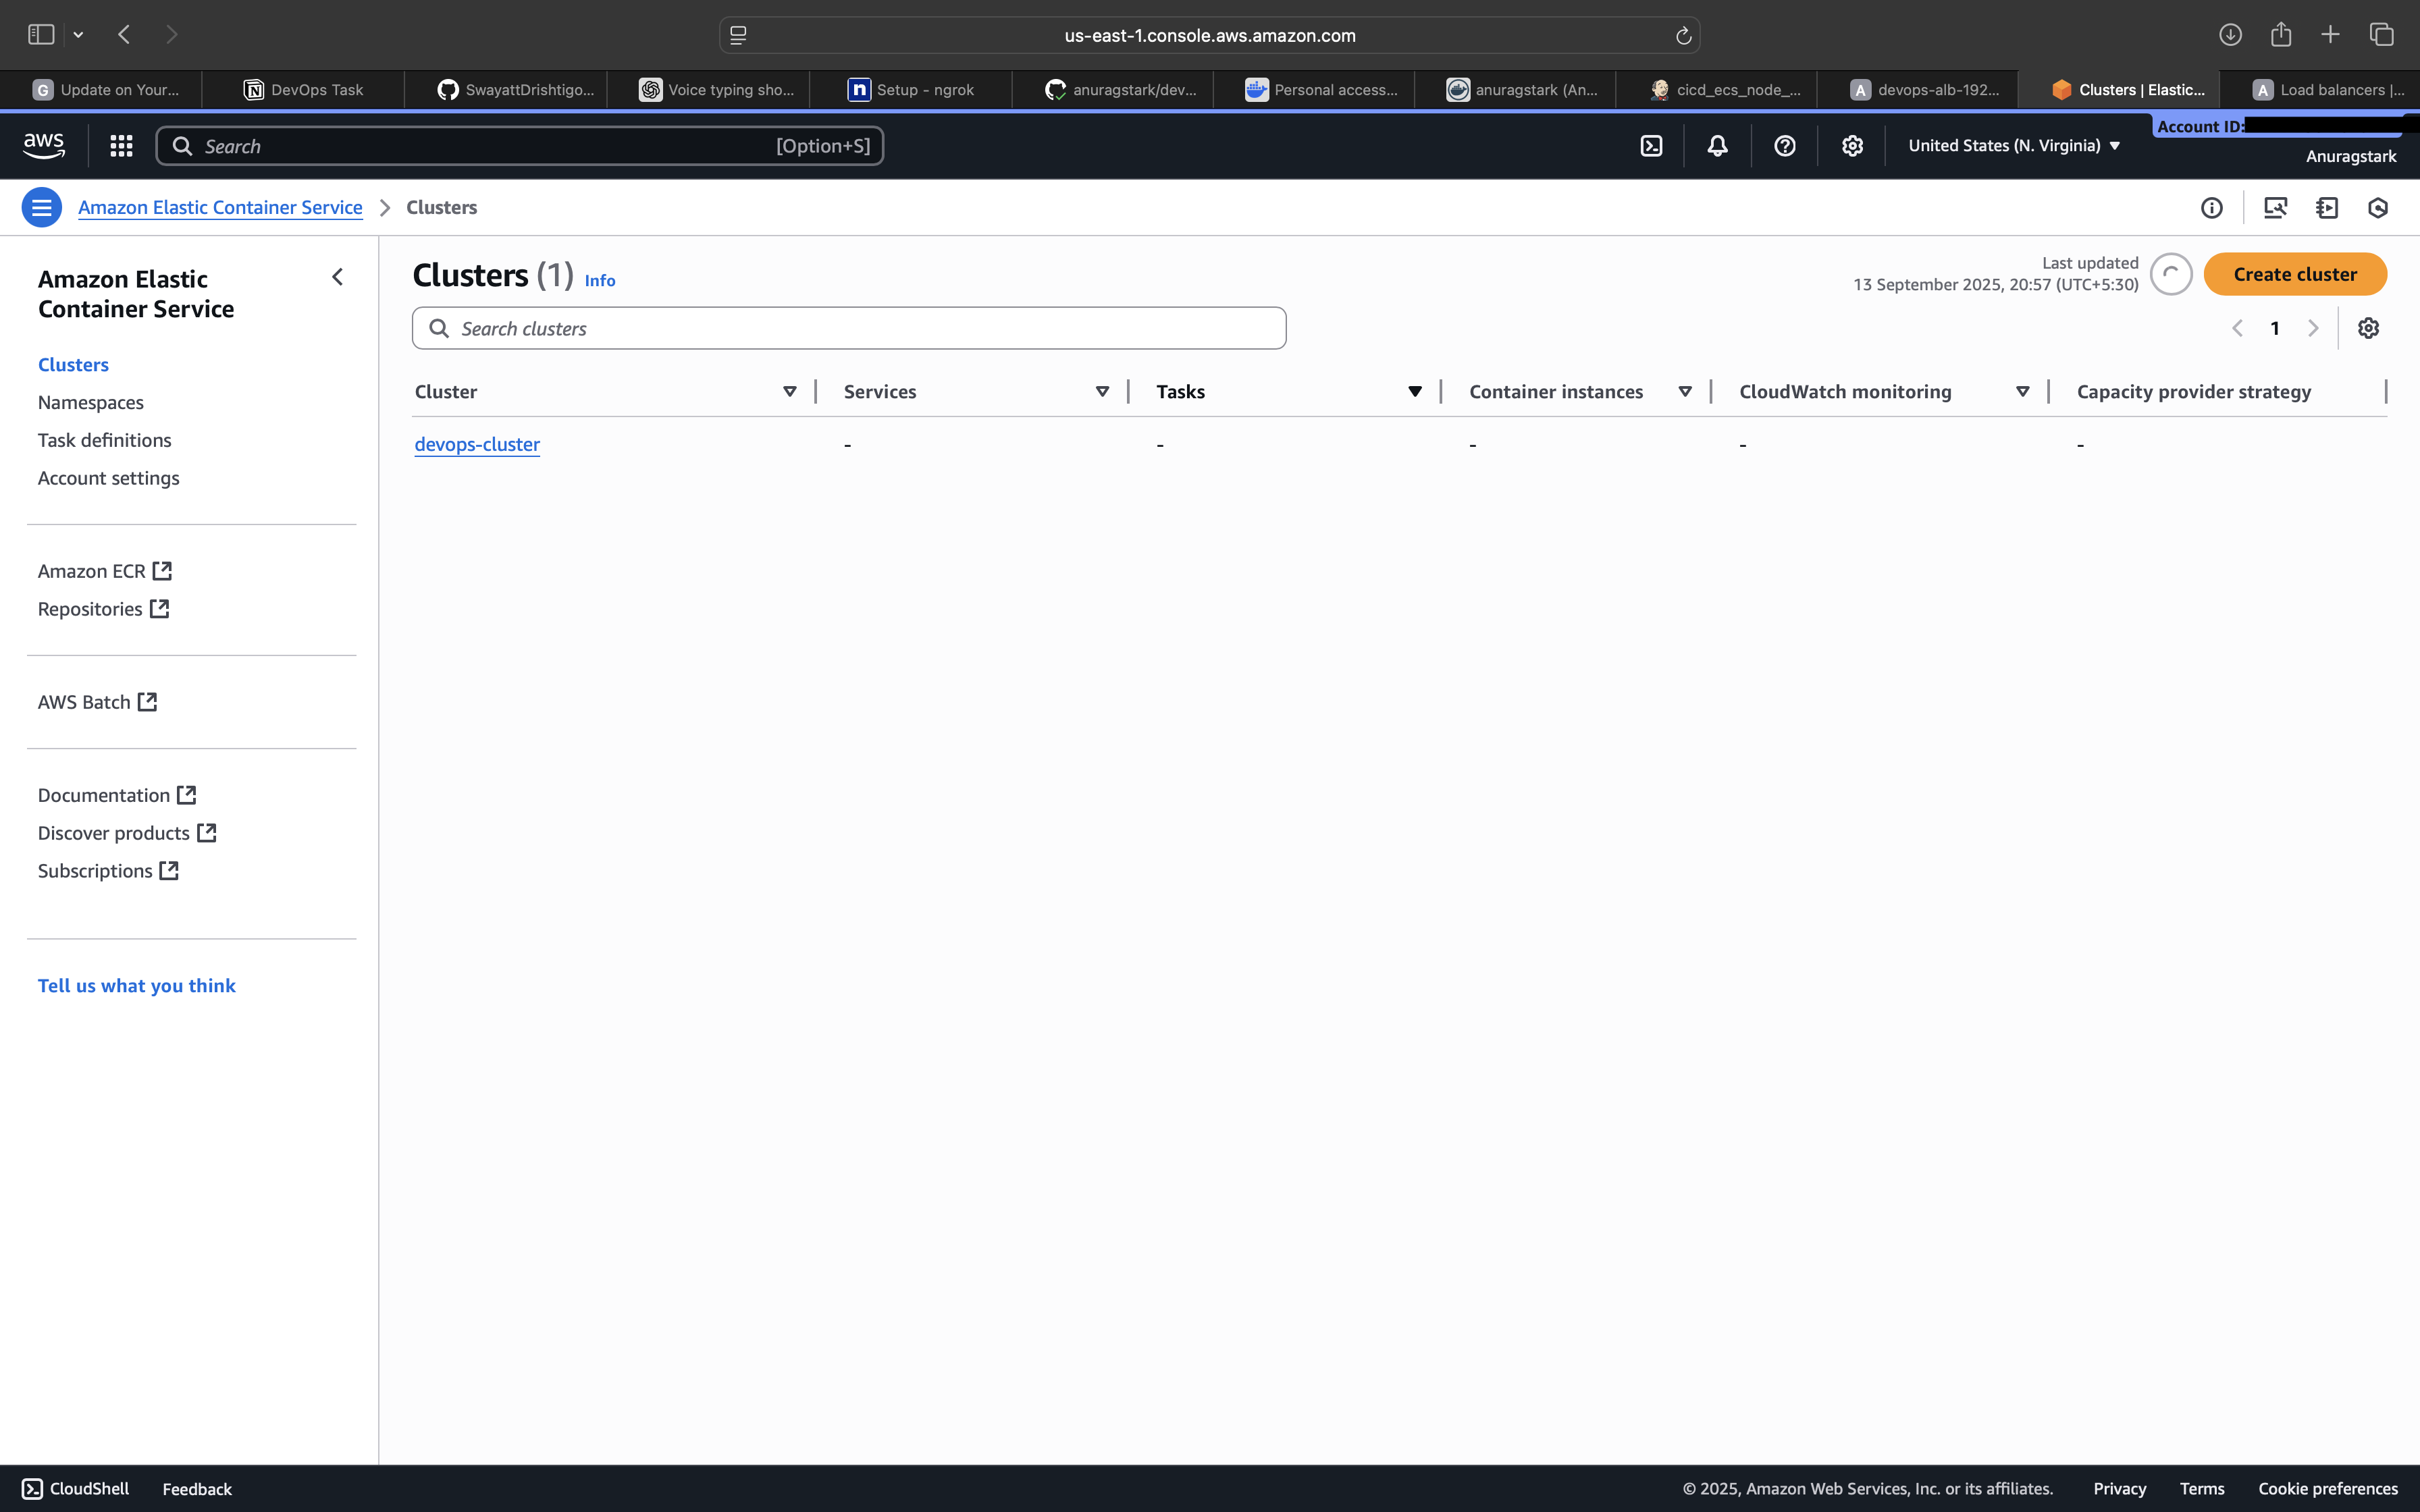 us-east-1.console.aws.amazon.com
G Update on Your...
DevOps Task
SwayattDrishtigo...
Voice typing sho...
n Setup - ngrok
anuragstark/dev...
Personal access...
anuragstark (An...
cicd_ecs_node_...
A devops-alb-192...
Clusters | Elastic...
A Load balancers |...
aws
Search
[Option+S]
United States (N. Virginia)
Account ID:
Anuragstark
Amazon Elastic Container Service
Clusters
Amazon Elastic
Container Service
Clusters
Namespaces
Task definitions
Account settings
Amazon ECR
Repositories
AWS Batch
Documentation
Discover products
Subscriptions
Tell us what you think
Clusters (1) Info
Last updated
13 September 2025, 20:57 (UTC+5:30)
Create cluster
Search clusters
1
Cluster Services Tasks Container instances CloudWatch monitoring Capacity provider strategy
devops-cluster - - - - -
CloudShell Feedback © 2025, Amazon Web Services, Inc. or its affiliates. Privacy Terms Cookie preferences